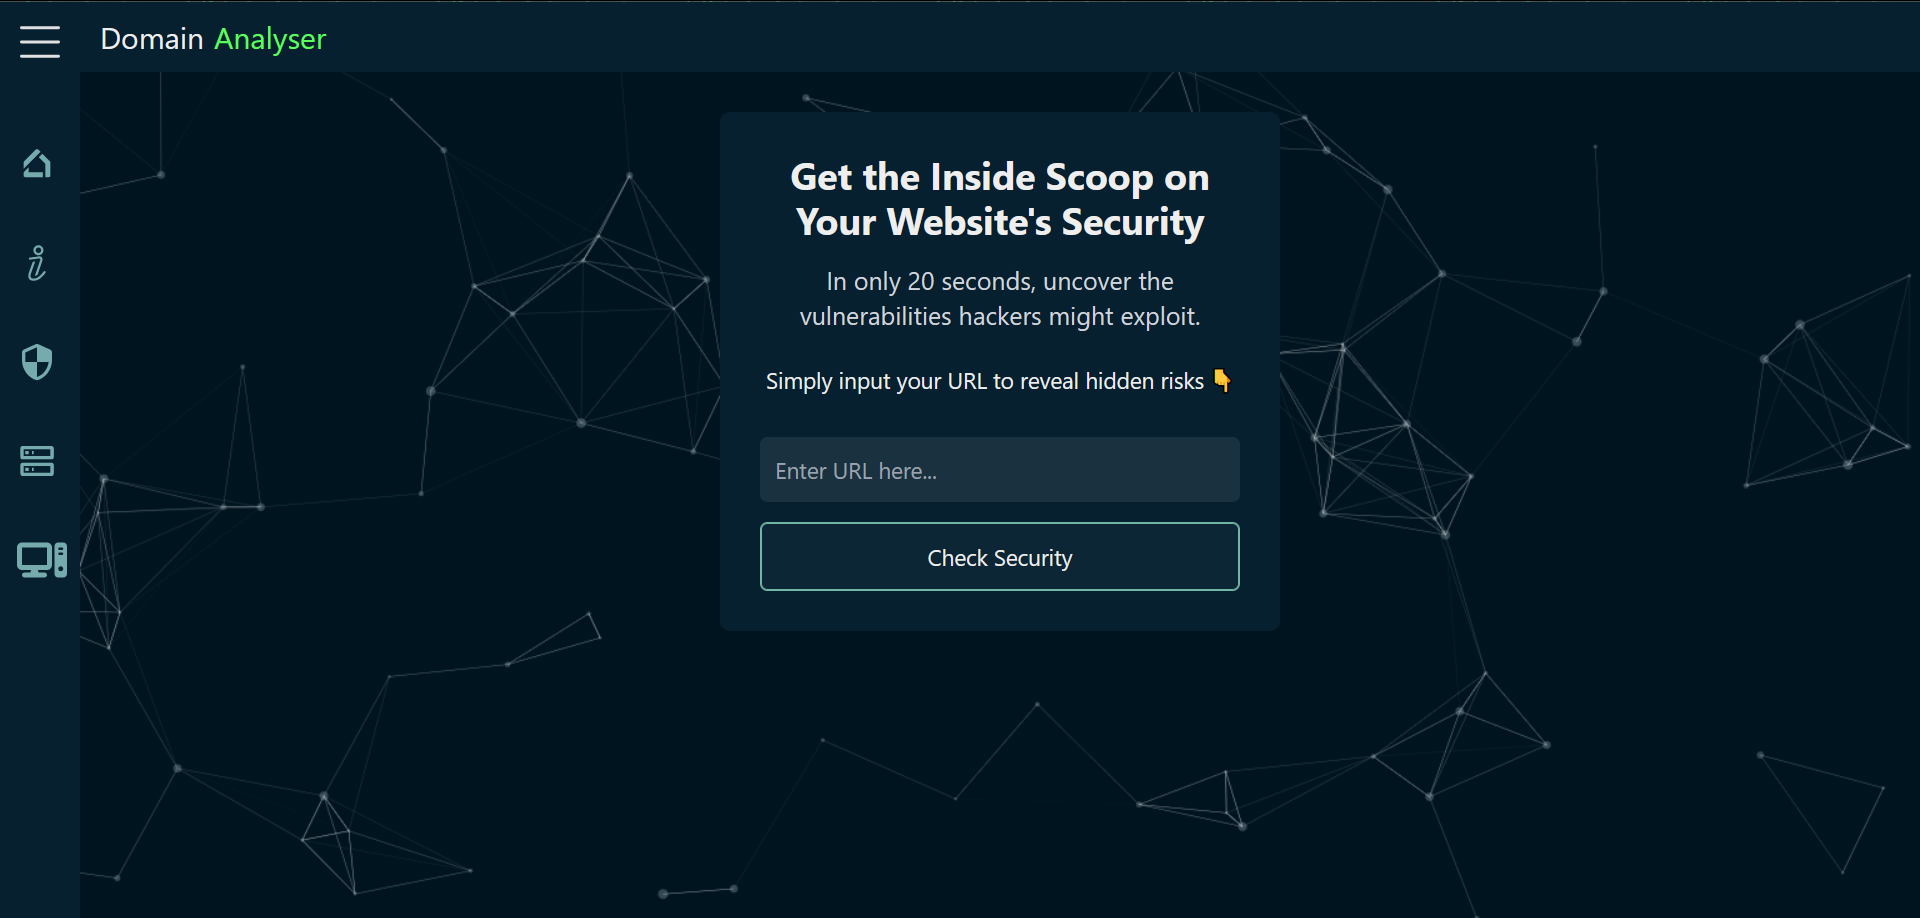 Domain Analyser
Get the Inside Scoop on
Your Website's Security
In only 20 seconds, uncover the
vulnerabilities hackers might exploit.
Simply input your URL to reveal hidden risks 👇
Enter URL here...
Check Security